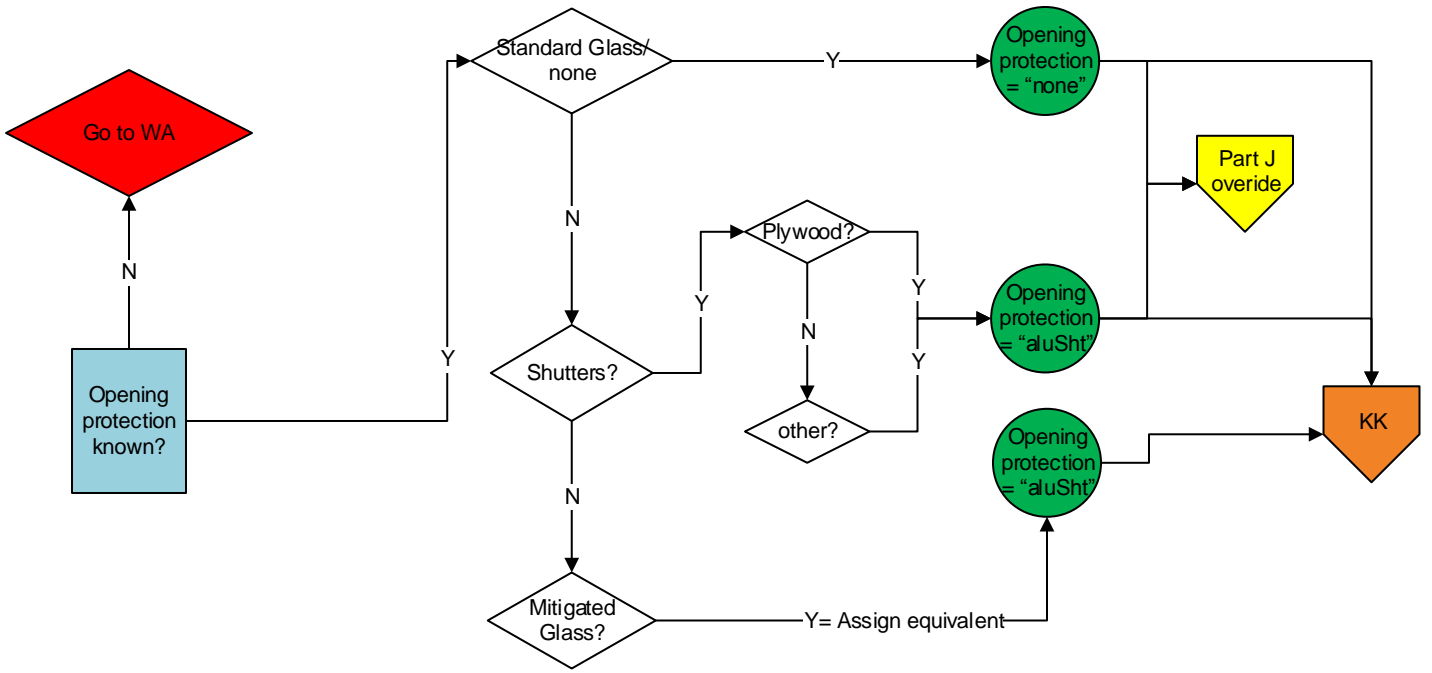 Standard Glass/
none
Y
Opening
protection
= “none”
Go to WA
Part J
overide
N
N
Plywood?
Y
Y
Opening
protection
= “aluSht”
N
Y
Y
Shutters?
Opening
protection
known?
other?
KK
Opening
protection
= “aluSht”
N
Mitigated
Glass?
Y= Assign equivalent